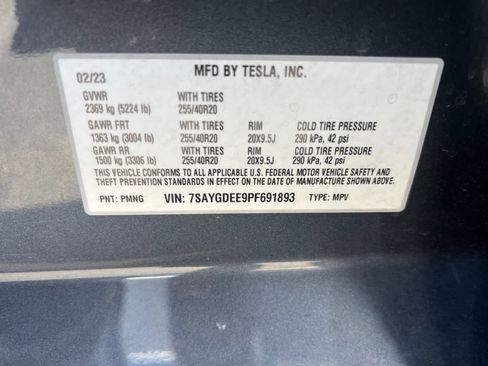 02/23 MFD BY TESLA, INC.
GVWR WITH TIRES
2369 kg (5224 lb) 255/40R20
GAWR FRT WITH TIRES RIM COLD TIRE PRESSURE
1363 kg (3004 lb) 255/40R20 20X9.5J 290 kPa, 42 psi
GAWR RR WITH TIRES RIM COLD TIRE PRESSURE
1500 kg (3306 lb) 255/40R20 20X9.5J 290 kPa, 42 psi
THIS VEHICLE CONFORMS TO ALL APPLICABLE U.S. FEDERAL MOTOR VEHICLE SAFETY AND
THEFT PREVENTION STANDARDS IN EFFECT ON THE DATE OF MANUFACTURE SHOWN ABOVE.
PNT: PMNG VIN: 7SAYGDEE9PF691893 TYPE: MPV